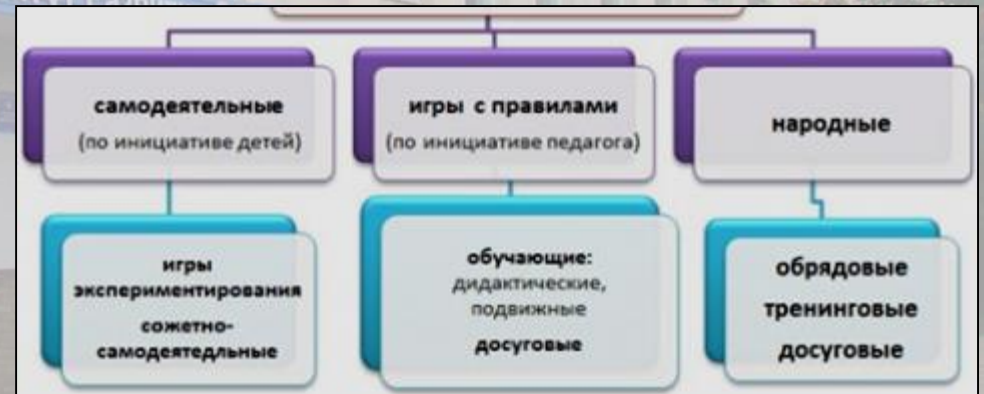 самодеятельные
(по инициативе детей)
игры с правилами
(по инициативе педагога)
народные
игры
экспериментирования
сожетно-
самодеятедльные
обучающие:
дидактические,
подвижные
досуговые
обрядовые
тренинговые
досуговые